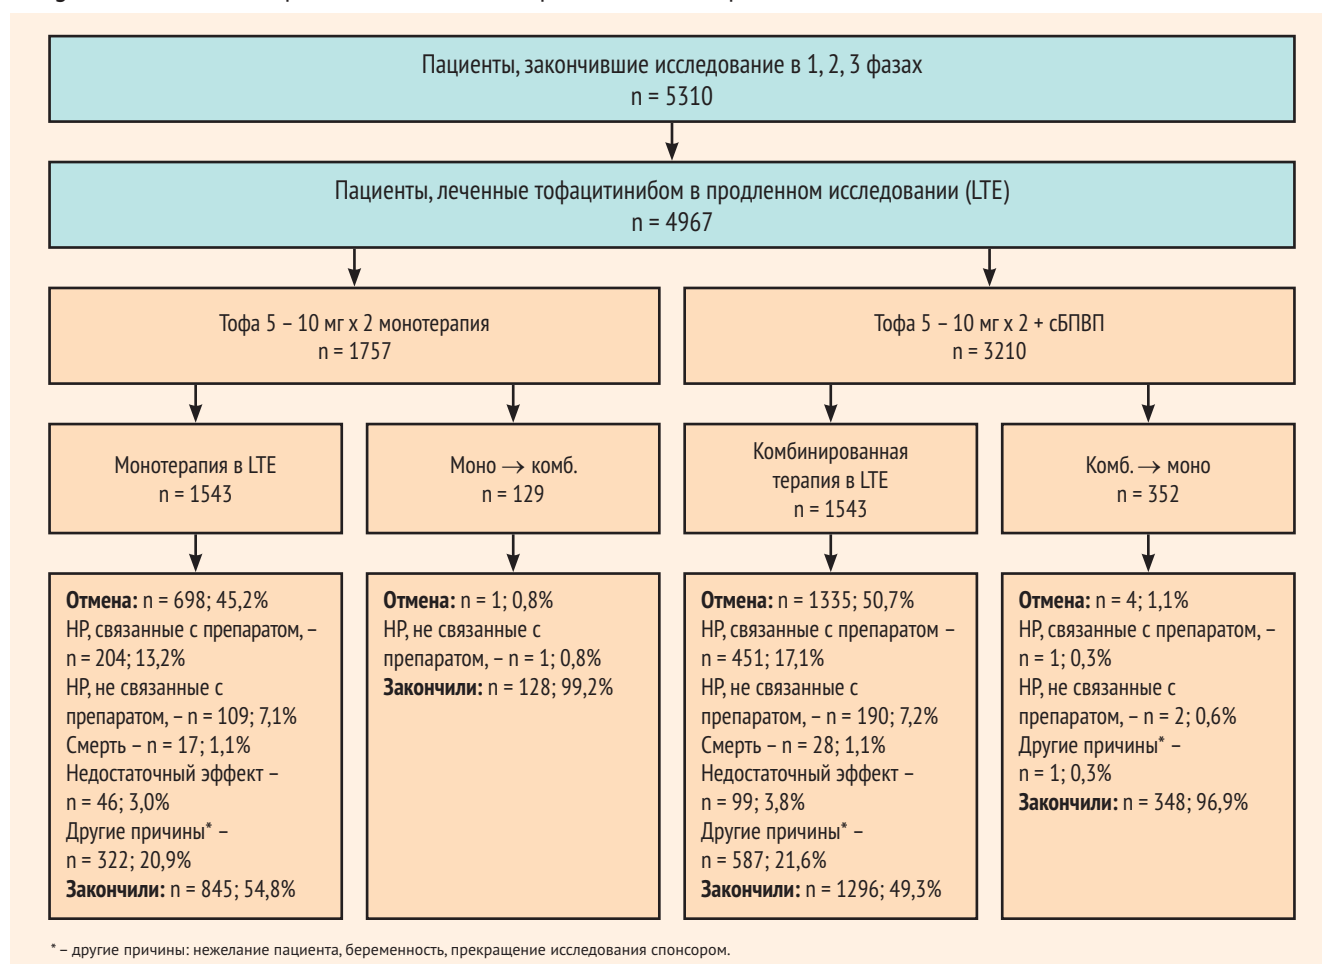 Пациенты, закончившие исследование в 1, 2, 3 фазах
n = 5310
Пациенты, леченные тофацитинибом в продленном исследовании (LTE)
n = 4967
Тофа 5 – 10 мг х 2 монотерапия
n = 1757
Тофа 5 – 10 мг х 2 + сБПВП
n = 3210
Монотерапия в LTE
n = 1543
Моно → комб.
n = 129
Комбинированная
терапия в LTE
n = 1543
Комб. → моно
n = 352
Отмена: n = 698; 45,2%
НР, связанные с препаратом, –
n = 204; 13,2%
НР, не связанные с
препаратом, – n = 109; 7,1%
Смерть – n = 17; 1,1%
Недостаточный эффект –
n = 46; 3,0%
Другие причины* –
n = 322; 20,9%
Закончили: n = 845; 54,8%
Отмена: n = 1; 0,8%
НР, не связанные с
препаратом, – n = 1; 0,8%
Закончили: n = 128; 99,2%
Отмена: n = 1335; 50,7%
НР, связанные с препаратом –
n = 451; 17,1%
НР, не связанные с
препаратом, – n = 190; 7,2%
Смерть – n = 28; 1,1%
Недостаточный эффект –
n = 99; 3,8%
Другие причины* –
n = 587; 21,6%
Закончили: n = 1296; 49,3%
Отмена: n = 4; 1,1%
НР, связанные с препаратом, –
n = 1; 0,3%
НР, не связанные с
препаратом, – n = 2; 0,6%
Другие причины* –
n = 1; 0,3%
Закончили: n = 348; 96,9%
* – другие причины: нежелание пациента, беременность, прекращение исследования спонсором.